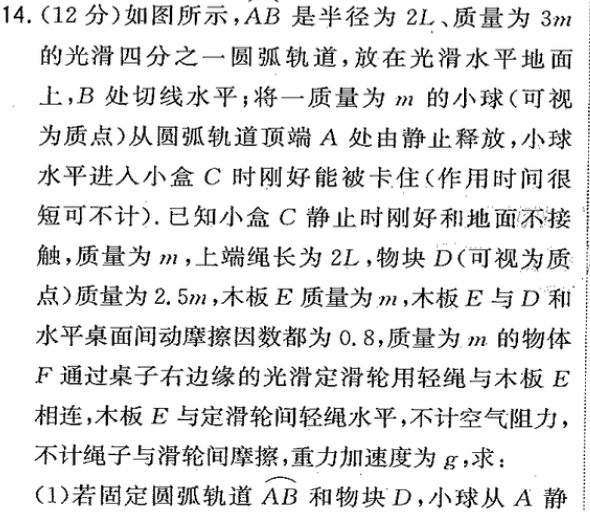 14.(12分)如图所示,AB 是半径为 2L、质量为 3m
的光滑四分之一圆弧轨道,放在光滑水平地面
上,B 处切线水平;将一质量为 m 的小球(可视
为质点)从圆弧轨道顶端 A 处由静止释放,小球
水平进入小盒 C 时刚好能被卡住(作用时间很
短可不计).已知小盒 C 静止时刚好和地面不接
触,质量为 m,上端绳长为 2L,物块 D(可视为质
点)质量为 2.5m,木板 E 质量为 m,木板 E 与 D 和
水平桌面间动摩擦因数都为 0.8,质量为 m 的物体
F 通过桌子右边缘的光滑定滑轮用轻绳与木板 E
相连,木板 E 与定滑轮间轻绳水平,不计空气阻力,
不计绳子与滑轮间摩擦,重力加速度为 g,求:
(1)若固定圆弧轨道 AB 和物块 D,小球从 A 静